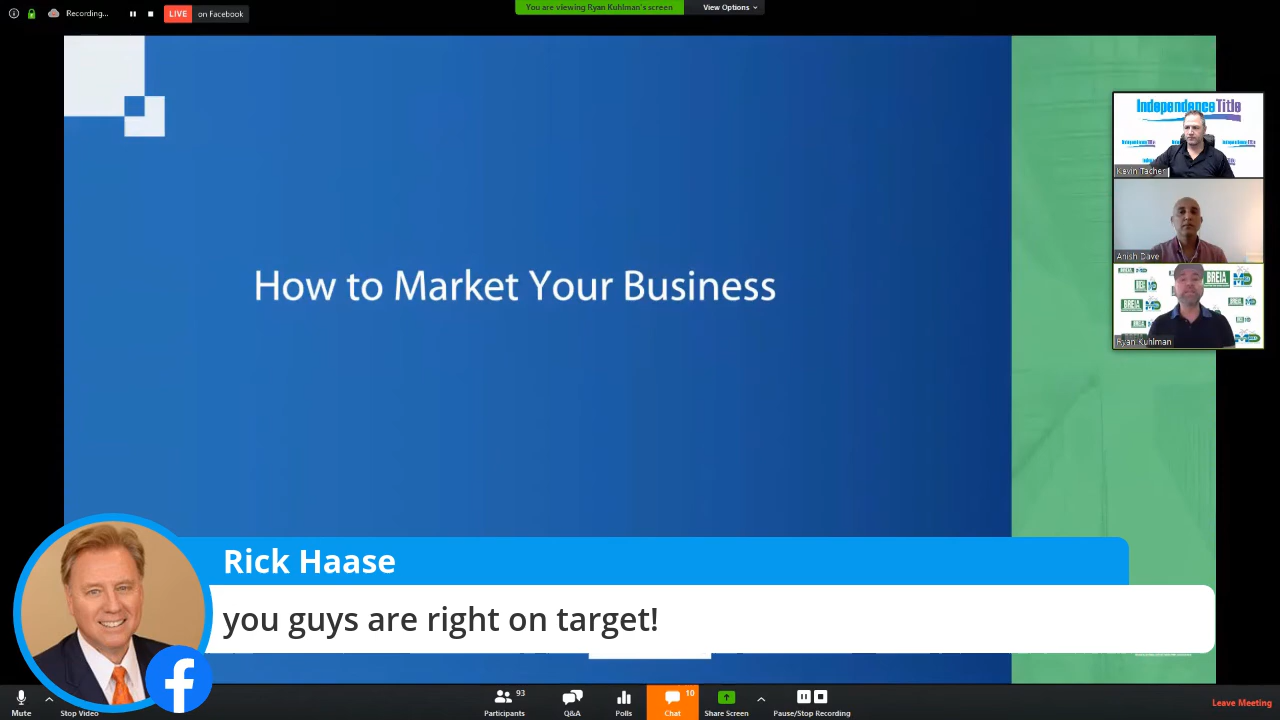 Recording...
LIVE on Facebook
You are viewing Ryan Kuhlman's screen
View Options
How to Market Your Business
Independence Title
Kevin Tacher
Anish Dave
BREIA
BREIA
Ryan Kuhlman
Rick Haase
you guys are right on target!
Mute
Stop Video
93
Participants
Q&A
Polls
10
Chat
Share Screen
Pause/Stop Recording
Leave Meeting